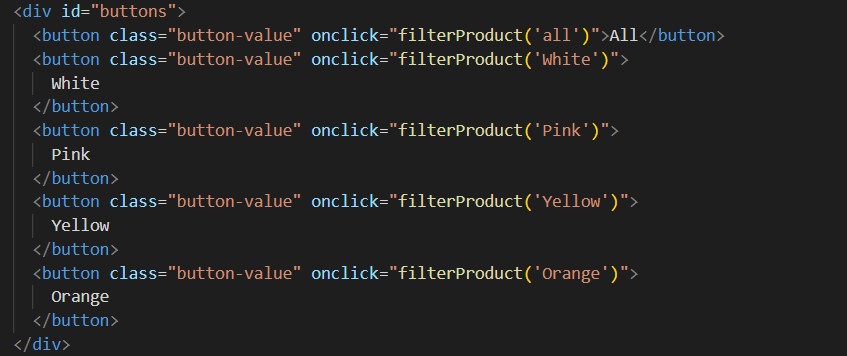 <div id="buttons">
<button class="button-value" onclick="filterProduct('all')">All</button>
<button class="button-value" onclick="filterProduct('White')">
White
</button>
<button class="button-value" onclick="filterProduct('Pink')">
Pink
</button>
<button class="button-value" onclick="filterProduct('Yellow')">
Yellow
</button>
<button class="button-value" onclick="filterProduct('Orange')">
Orange
</button>
</div>